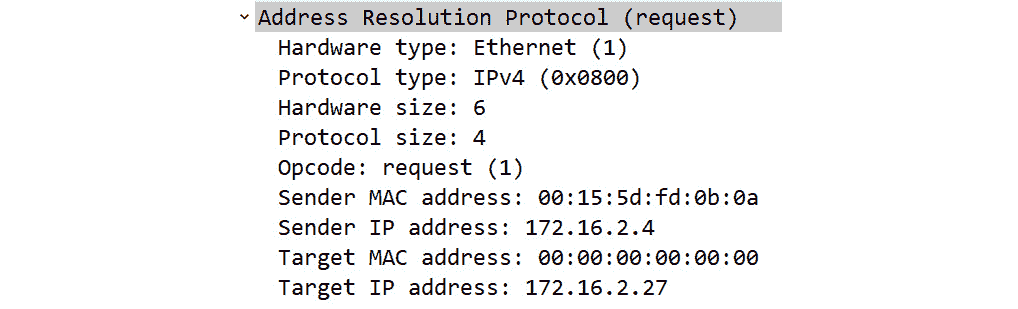 Address Resolution Protocol (request)
Hardware type: Ethernet (1)
Protocol type: IPv4 (0x0800)
Hardware size: 6
Protocol size: 4
Opcode: request (1)
Sender MAC address: 00:15:5d:fd:0b:0a
Sender IP address: 172.16.2.4
Target MAC address: 00:00:00:00:00:00
Target IP address: 172.16.2.27